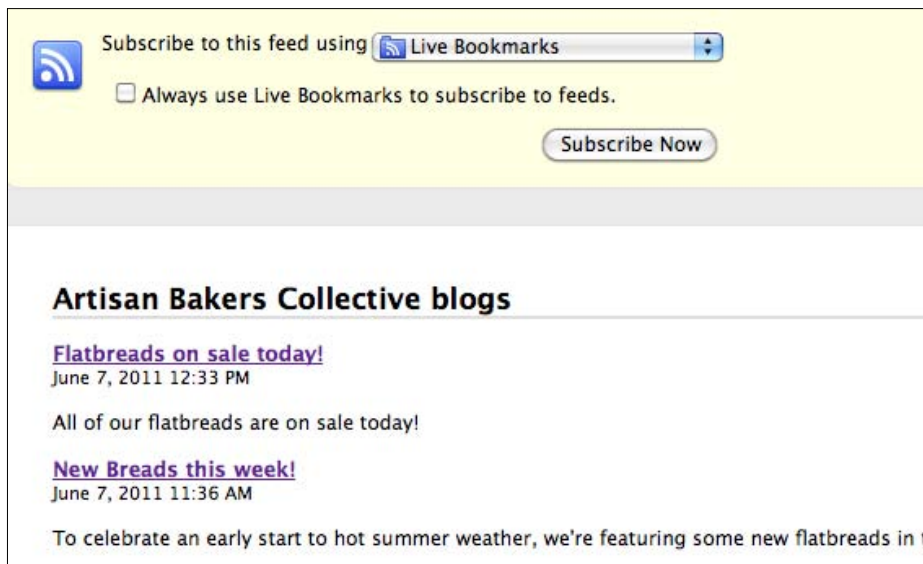 Subscribe to this feed using Live Bookmarks
Always use Live Bookmarks to subscribe to feeds.
Subscribe Now
Artisan Bakers Collective blogs
Flatbreads on sale today!
June 7, 2011 12:33 PM
All of our flatbreads are on sale today!
New Breads this week!
June 7, 2011 11:36 AM
To celebrate an early start to hot summer weather, we're featuring some new flatbreads in